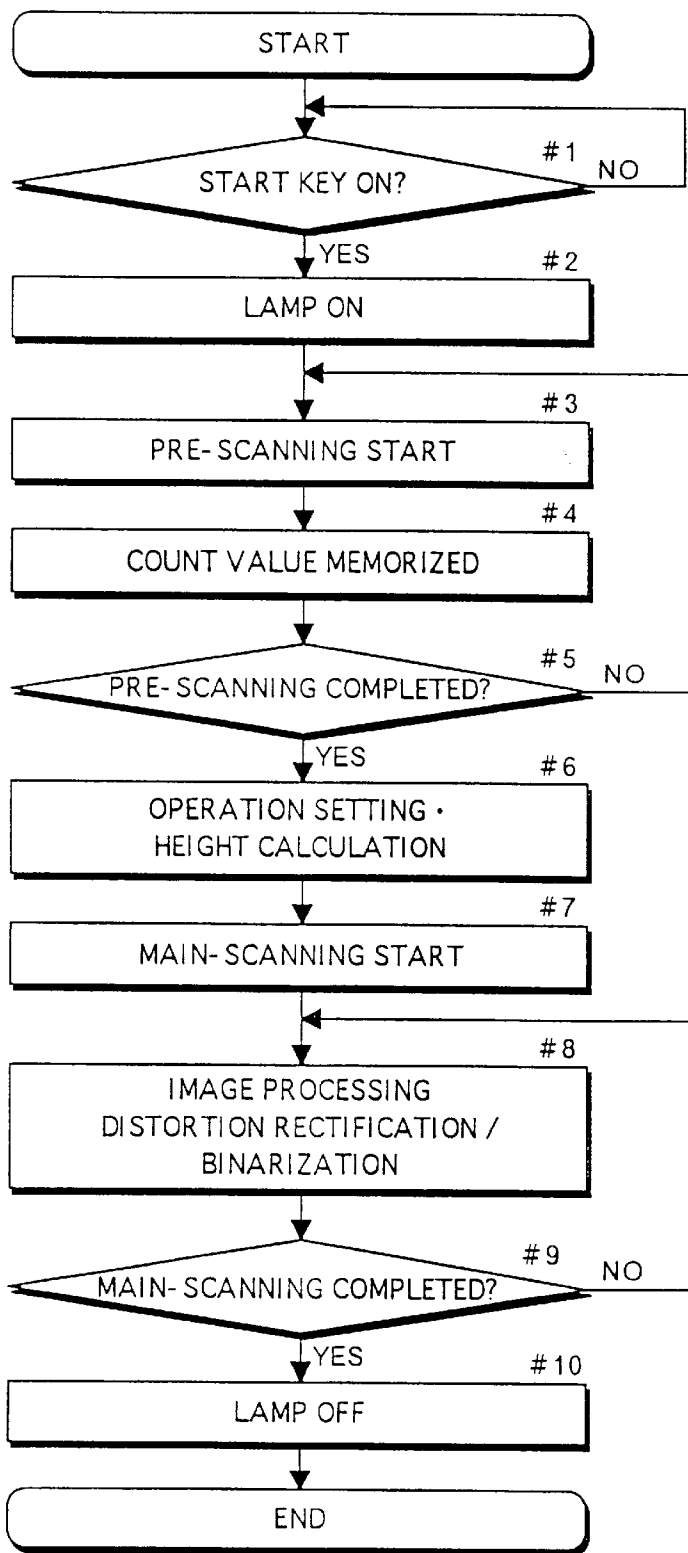 START
#1
START KEY ON?
NO
YES
#2
LAMP ON
#3
PRE-SCANNING START
#4
COUNT VALUE MEMORIZED
#5
PRE-SCANNING COMPLETED?
NO
YES
#6
OPERATION SETTING・
HEIGHT CALCULATION
#7
MAIN-SCANNING START
#8
IMAGE PROCESSING
DISTORTION RECTIFICATION /
BINARIZATION
#9
MAIN-SCANNING COMPLETED?
NO
YES
#10
LAMP OFF
END